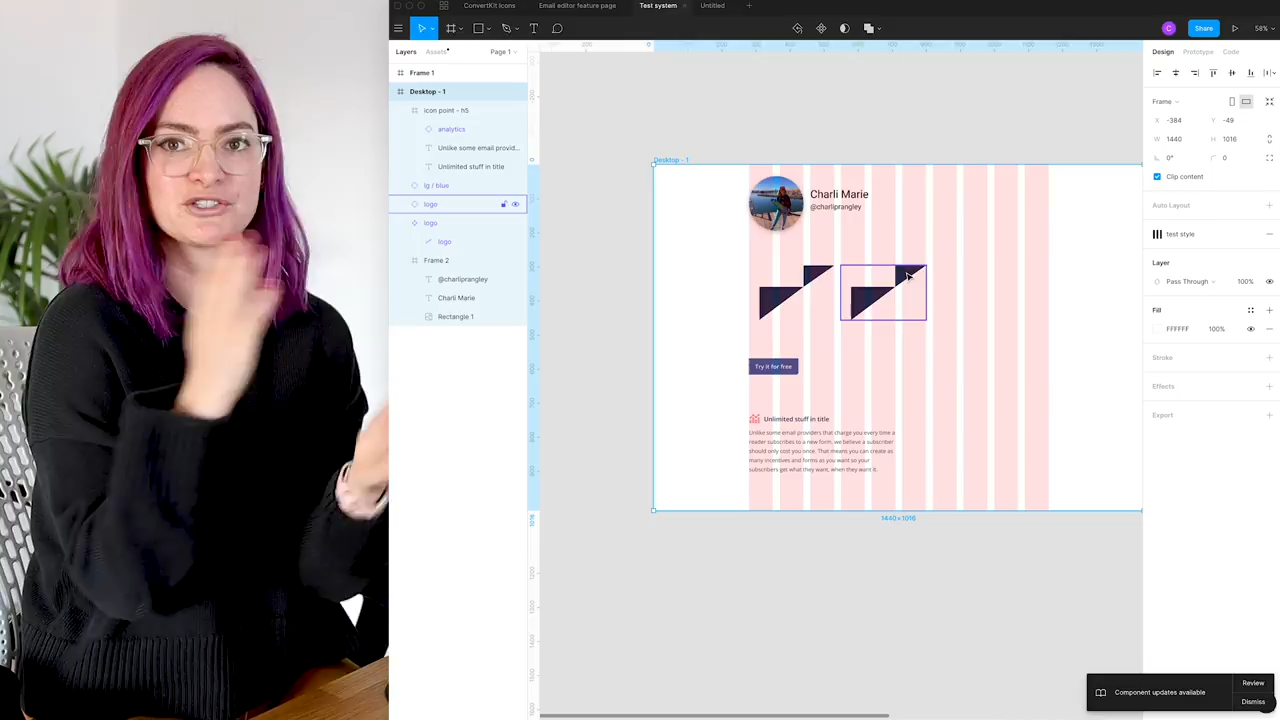 ConvertKit Icons
Email editor feature page
Test system
Untitled
C
Share
58%
Layers
Assets
Page 1
Frame 1
Desktop - 1
icon point - h5
analytics
Unlike some email provid...
Unlimited stuff in title
lg / blue
logo
logo
logo
Frame 2
@charliprangley
Charli Marie
Rectangle 1
Desktop - 1
Charli Marie
@charliprangley
Try it for free
Unlimited stuff in title
Unlike some email providers that charge you every time a
reader subscribes to a new form, we believe a subscriber
should only cost you once. That means you can create as
many incentives and forms as you want so your
subscribers get what they want, when they want it.
1440×1016
Design
Prototype
Code
Frame
X -384 Y -49
W 1440 H 1016
0° 0
Clip content
Auto Layout
test style
Layer
Pass Through 100%
Fill
FFFFFF 100%
Stroke
Effects
Export
Component updates available
Review
Dismiss